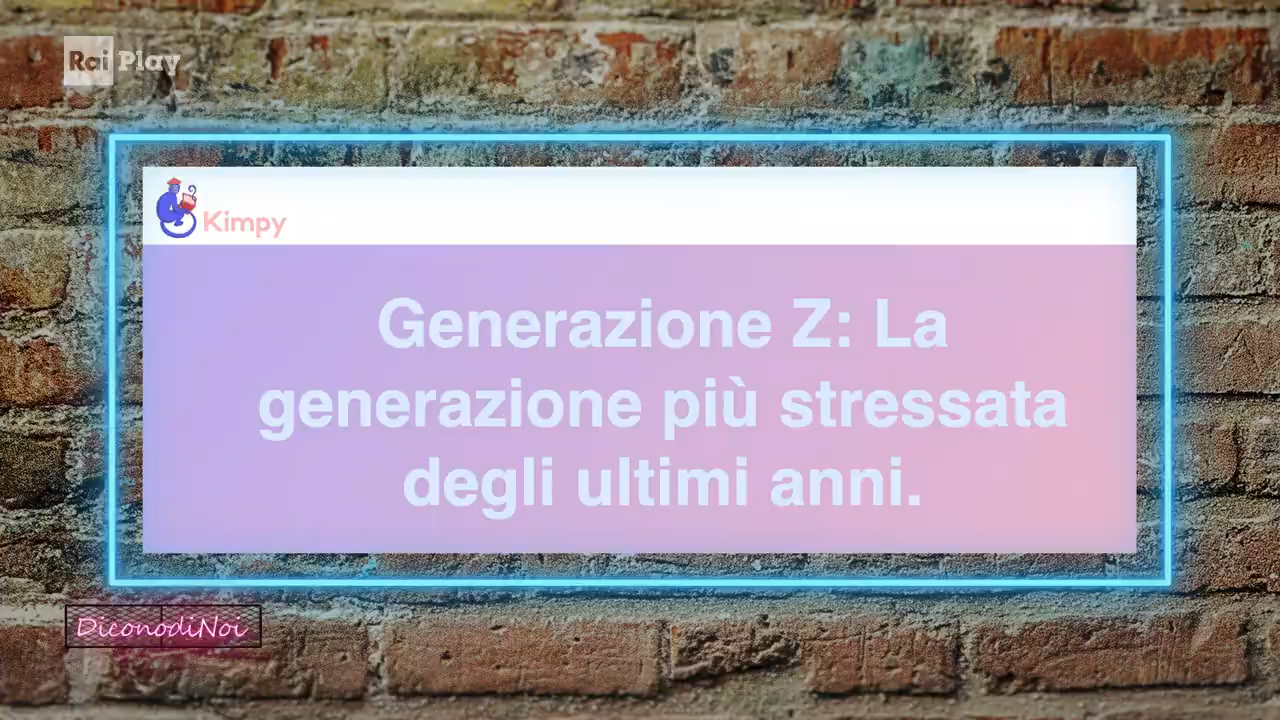 Rai Play
Kimpy
Generazione Z: La
generazione più stressata
degli ultimi anni.
DiconodiNoi